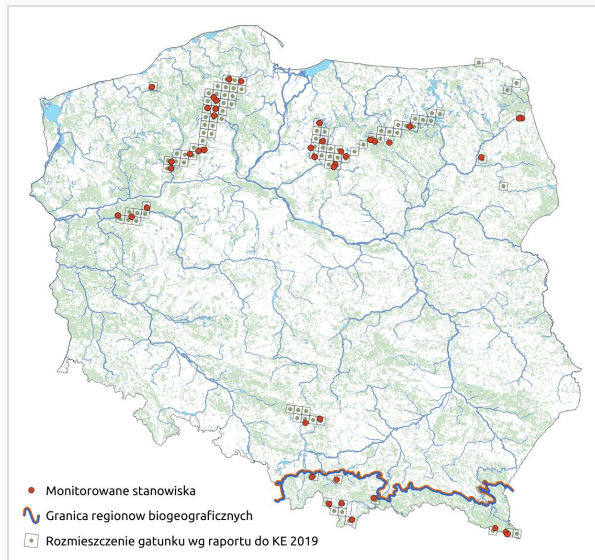 Monitorowane stanowiska
Granica regionow biogeograficznych
Rozmieszczenie gatunku wg raportu do KE 2019